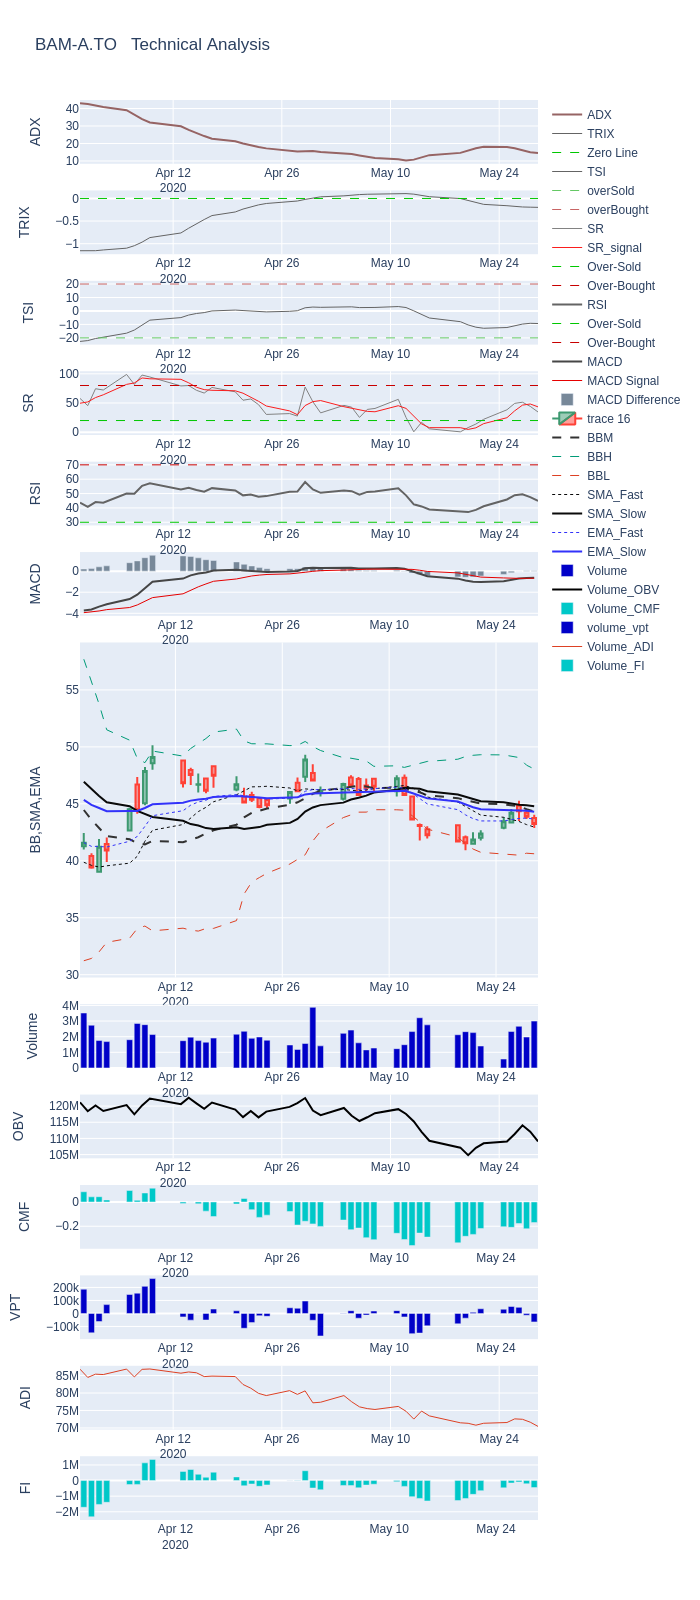 BAM-A.TO   Technical Analysis
ADX
40
30
20
10
Apr 12
2020
Apr 26
May 10
May 24
TRIX
0
−0.5
−1
Apr 12
2020
Apr 26
May 10
May 24
TSI
20
10
0
−10
−20
Apr 12
2020
Apr 26
May 10
May 24
SR
100
50
0
Apr 12
2020
Apr 26
May 10
May 24
RSI
70
60
50
40
30
Apr 12
2020
Apr 26
May 10
May 24
MACD
0
−2
−4
Apr 12
2020
Apr 26
May 10
May 24
BB,SMA,EMA
55
50
45
40
35
30
Apr 12
2020
Apr 26
May 10
May 24
Volume
4M
3M
2M
1M
0
Apr 12
2020
Apr 26
May 10
May 24
OBV
120M
115M
110M
105M
Apr 12
2020
Apr 26
May 10
May 24
CMF
0
−0.2
Apr 12
2020
Apr 26
May 10
May 24
VPT
200k
100k
0
−100k
Apr 12
2020
Apr 26
May 10
May 24
ADI
85M
80M
75M
70M
Apr 12
2020
Apr 26
May 10
May 24
FI
1M
0
−1M
−2M
Apr 12
2020
Apr 26
May 10
May 24
ADX
TRIX
Zero Line
TSI
overSold
overBought
SR
SR_signal
Over-Sold
Over-Bought
RSI
Over-Sold
Over-Bought
MACD
MACD Signal
MACD Difference
trace 16
BBM
BBH
BBL
SMA_Fast
SMA_Slow
EMA_Fast
EMA_Slow
Volume
Volume_OBV
Volume_CMF
volume_vpt
Volume_ADI
Volume_FI